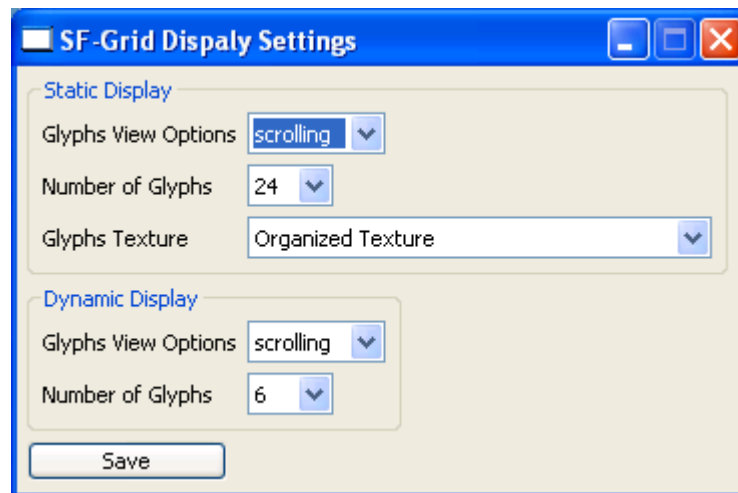 SF-Grid Dispaly Settings
Static Display
Glyphs View Options scrolling
Number of Glyphs 24
Glyphs Texture Organized Texture
Dynamic Display
Glyphs View Options scrolling
Number of Glyphs 6
Save